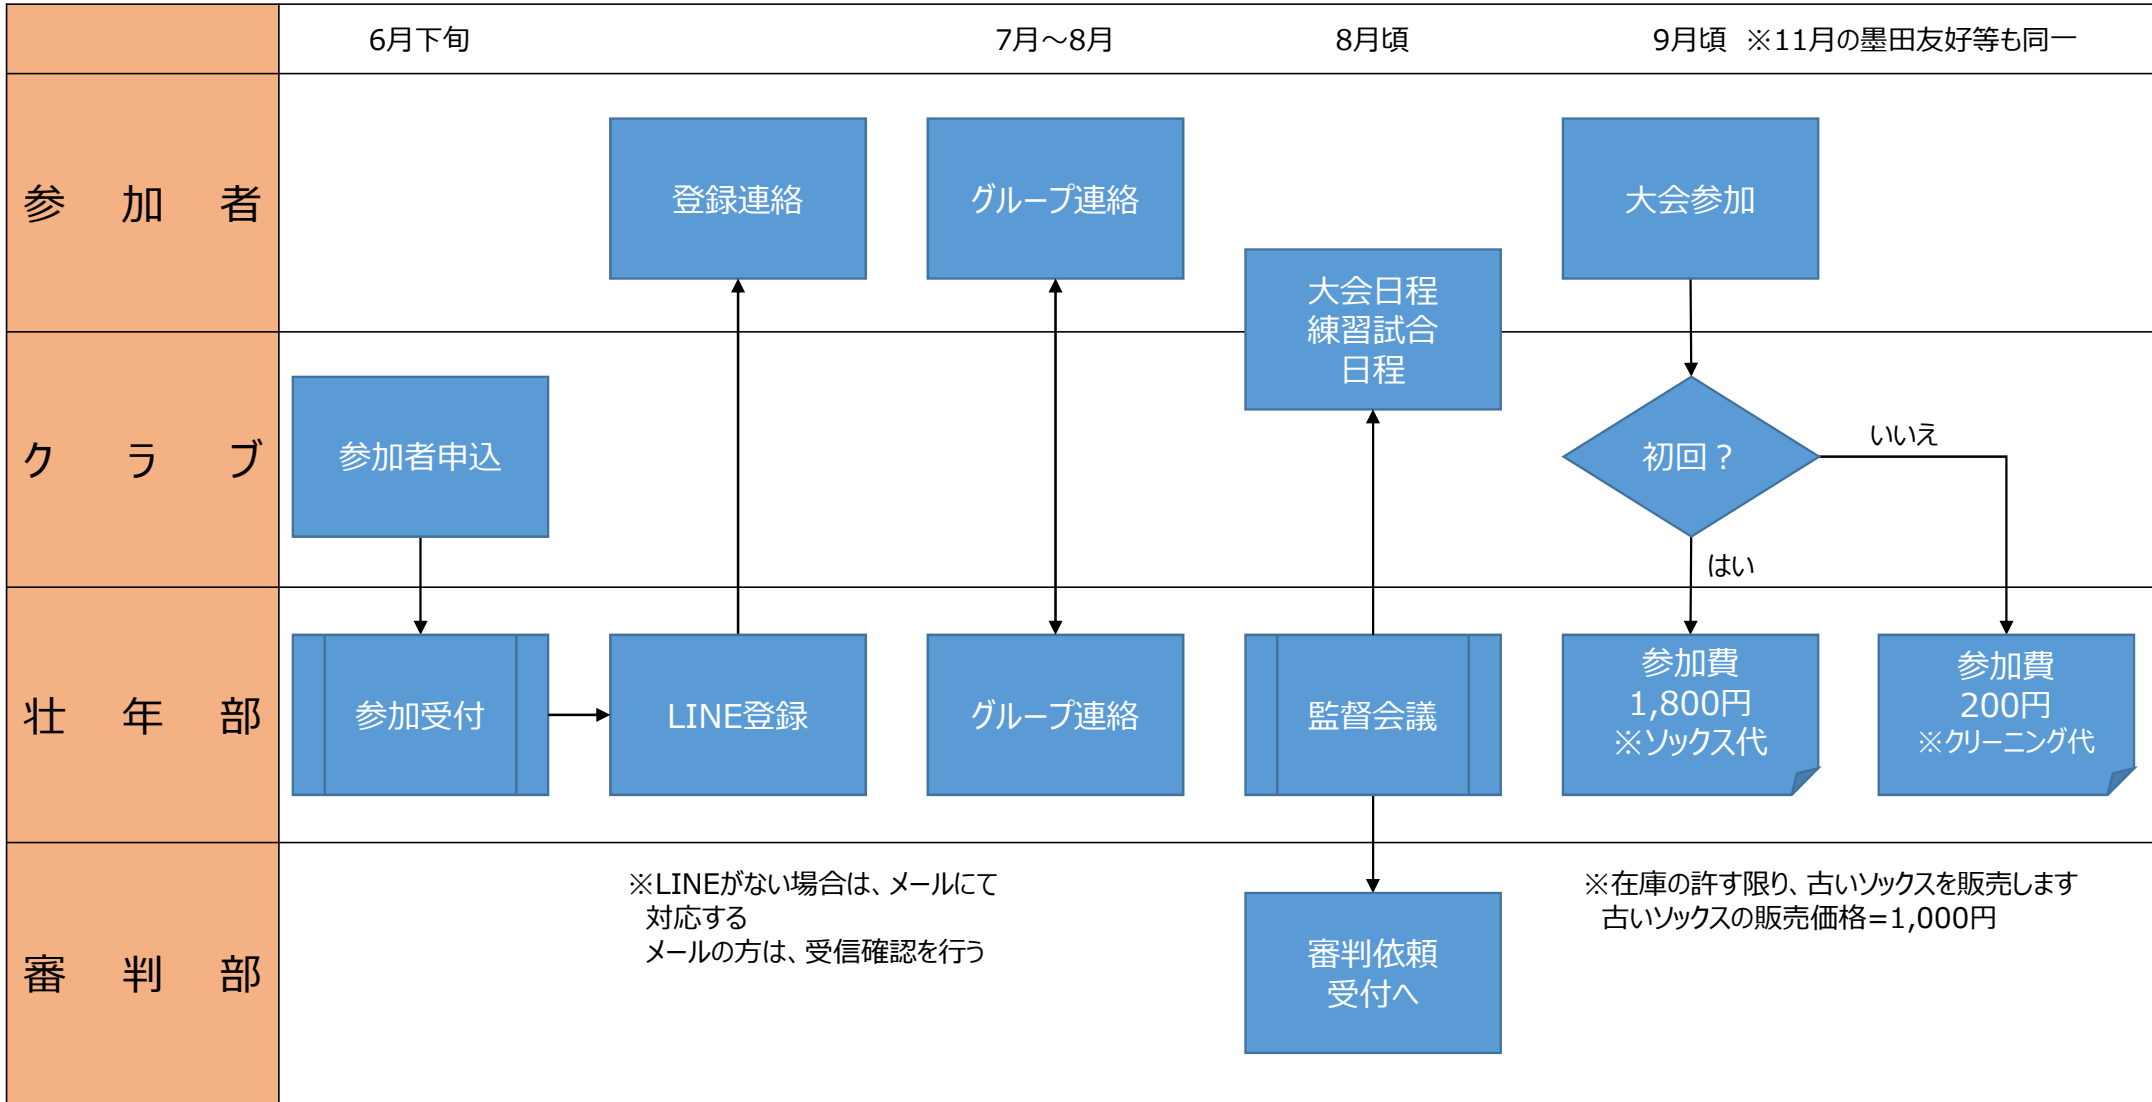 6月下旬
7月～8月
8月頃
9月頃 ※11月の墨田友好等も同一
参加者
登録連絡
グループ連絡
大会参加
大会日程
練習試合
日程
クラブ
参加者申込
初回？
いいえ
はい
壮年部
参加受付
LINE登録
グループ連絡
監督会議
参加費
1,800円
※ソックス代
参加費
200円
※クリーニング代
審判部
※LINEがない場合は、メールにて
対応する
メールの方は、受信確認を行う
審判依頼
受付へ
※在庫の許す限り、古いソックスを販売します
古いソックスの販売価格=1,000円